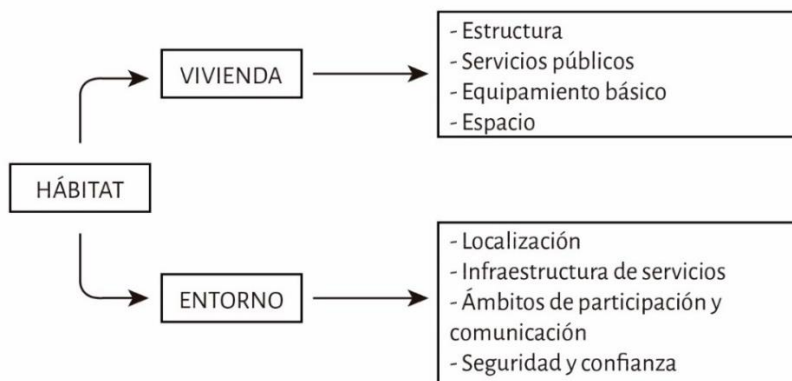 HÁBITAT
VIVIENDA
- Estructura
- Servicios públicos
- Equipamiento básico
- Espacio
ENTORNO
- Localización
- Infraestructura de servicios
- Ámbitos de participación y
comunicación
- Seguridad y confianza